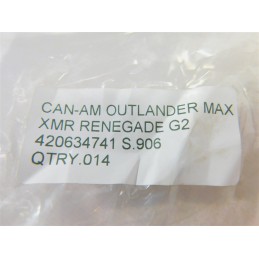 CAN-AM OUTLANDER MAX
XMR RENEGADE G2
420634741 S.906
QTRY.014